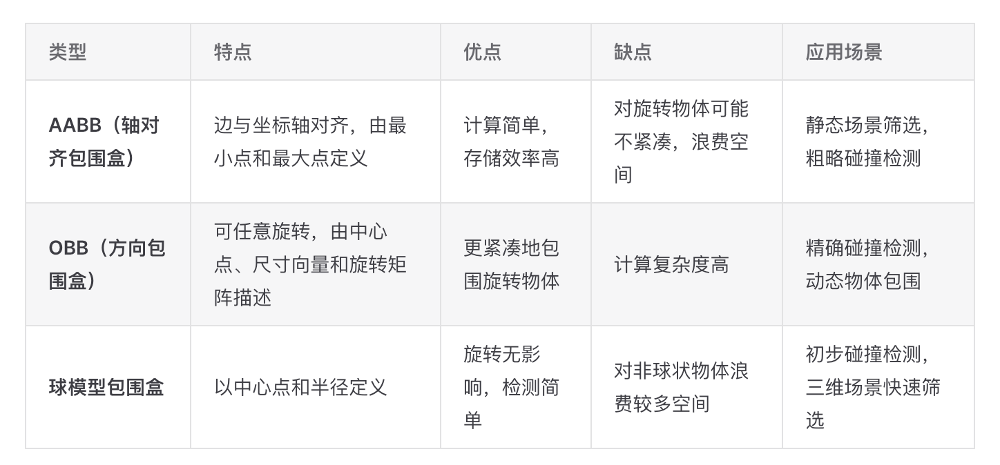 类型
特点
优点
缺点
应用场景
AABB（轴对
齐包围盒）
边与坐标轴对齐，由最
小点和最大点定义
计算简单，
存储效率高
对旋转物体可能
不紧凑，浪费空
间
静态场景筛选，
粗略碰撞检测
OBB（方向包
围盒）
可任意旋转，由中心
点、尺寸向量和旋转矩
阵描述
更紧凑地包
围旋转物体
计算复杂度高
精确碰撞检测，
动态物体包围
球模型包围盒
以中心点和半径定义
旋转无影
响，检测简
单
对非球状物体浪
费较多空间
初步碰撞检测，
三维场景快速筛
选